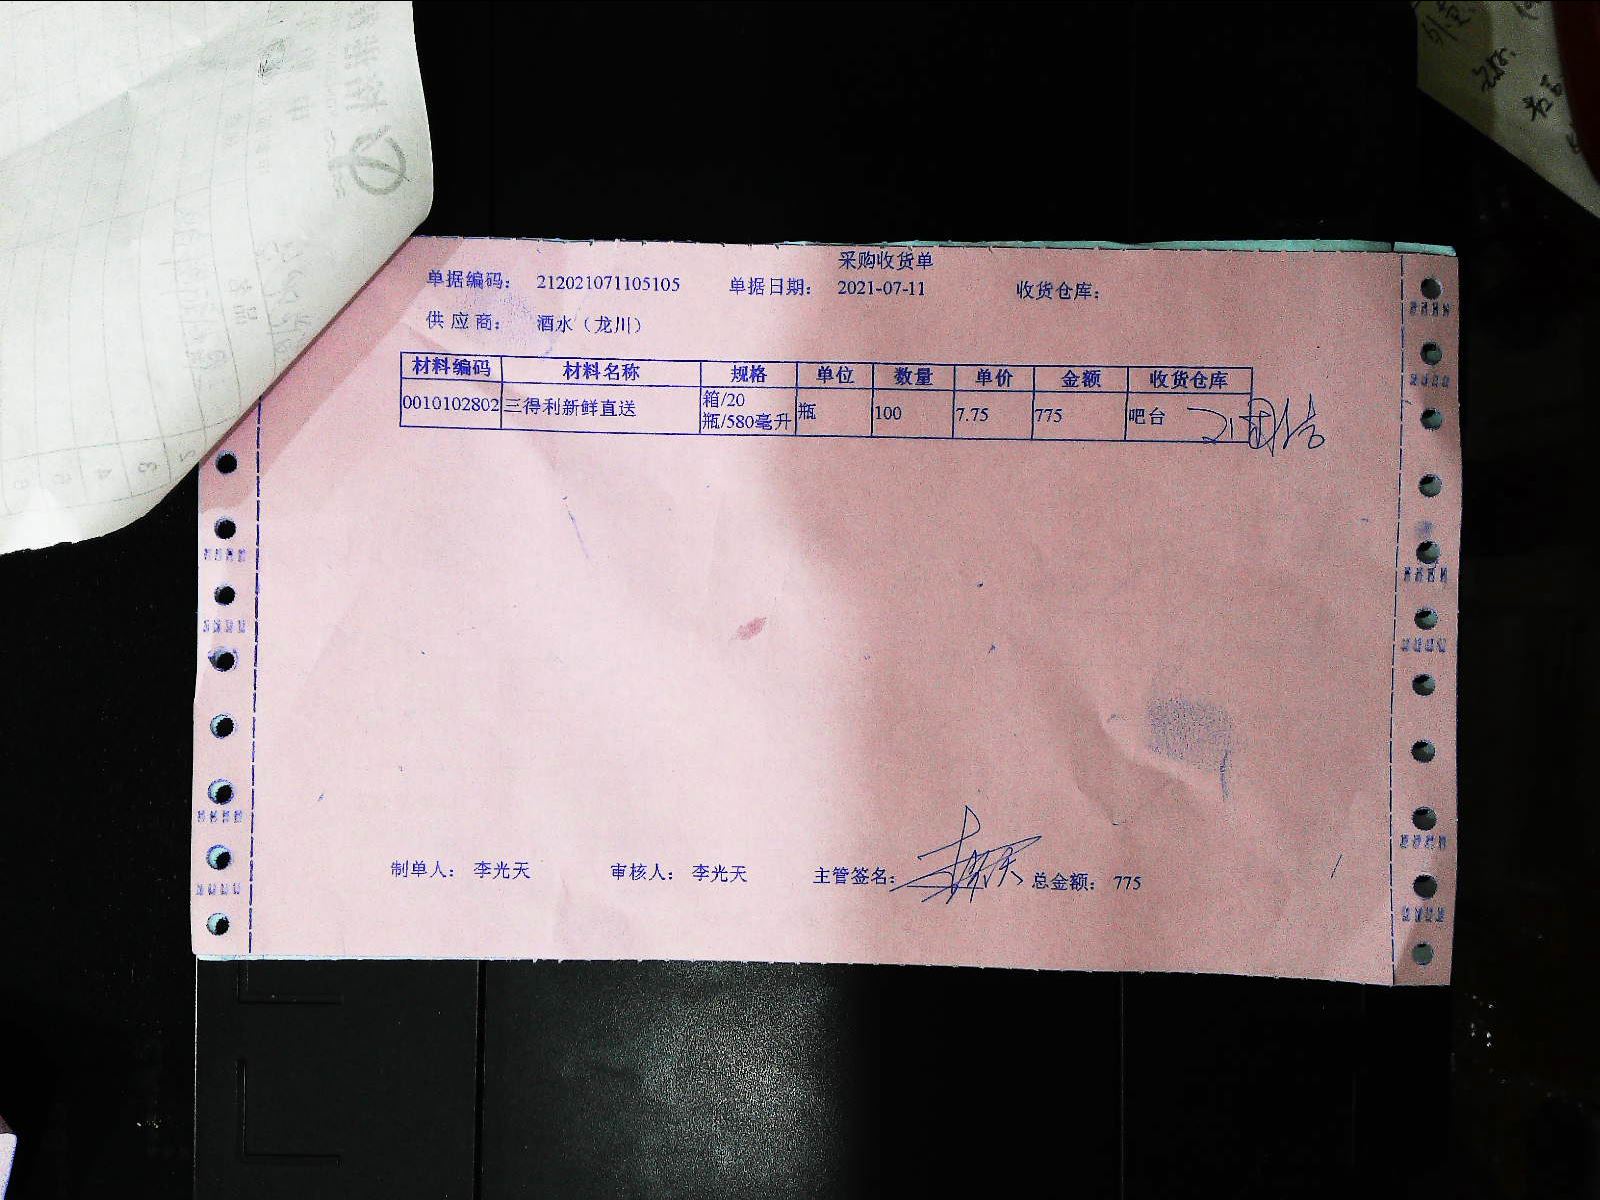 采购收货单
单据编码： 212021071105105 单据日期： 2021-07-11 收货仓库：
供应商： 酒水（龙川）
材料编码 材料名称 规格 单位 数量 单价 金额 收货仓库
0010102802 三得利新鲜直送 箱/20瓶/580毫升 瓶 100 7.75 775 吧台
制单人： 李光天 审核人： 李光天 主管签名： 总金额： 775